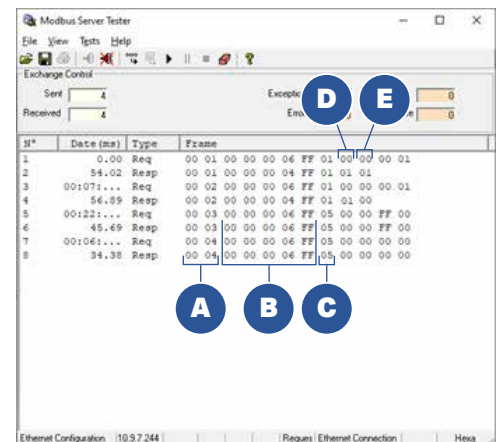 Modbus Server Tester
File View Tests Help
Exchange Control
Sent 4
Received 4
0
0
D
E
N° Date (ms) Type Frame
1 0.00 Req 00 01 00 00 00 06 FF 01 00 00 00 01
2 54.02 Resp 00 01 00 00 00 04 FF 01 01 01
3 00:07:... Req 00 02 00 00 00 06 FF 01 00 00 00 01
4 56.89 Resp 00 02 00 00 00 04 FF 01 01 00
5 00:22:... Req 00 03 00 00 00 06 FF 05 00 00 FF 00
6 45.69 Resp 00 03 00 00 00 06 FF 05 00 00 FF 00
7 00:06:... Req 00 04 00 00 00 06 FF 05 00 00 00 00
8 34.38 Resp 00 04 00 00 00 06 FF 05 00 00 00 00
A
B
C
Ethernet Configuration 10.9.7.244 Reques Ethernet Connection Hexa